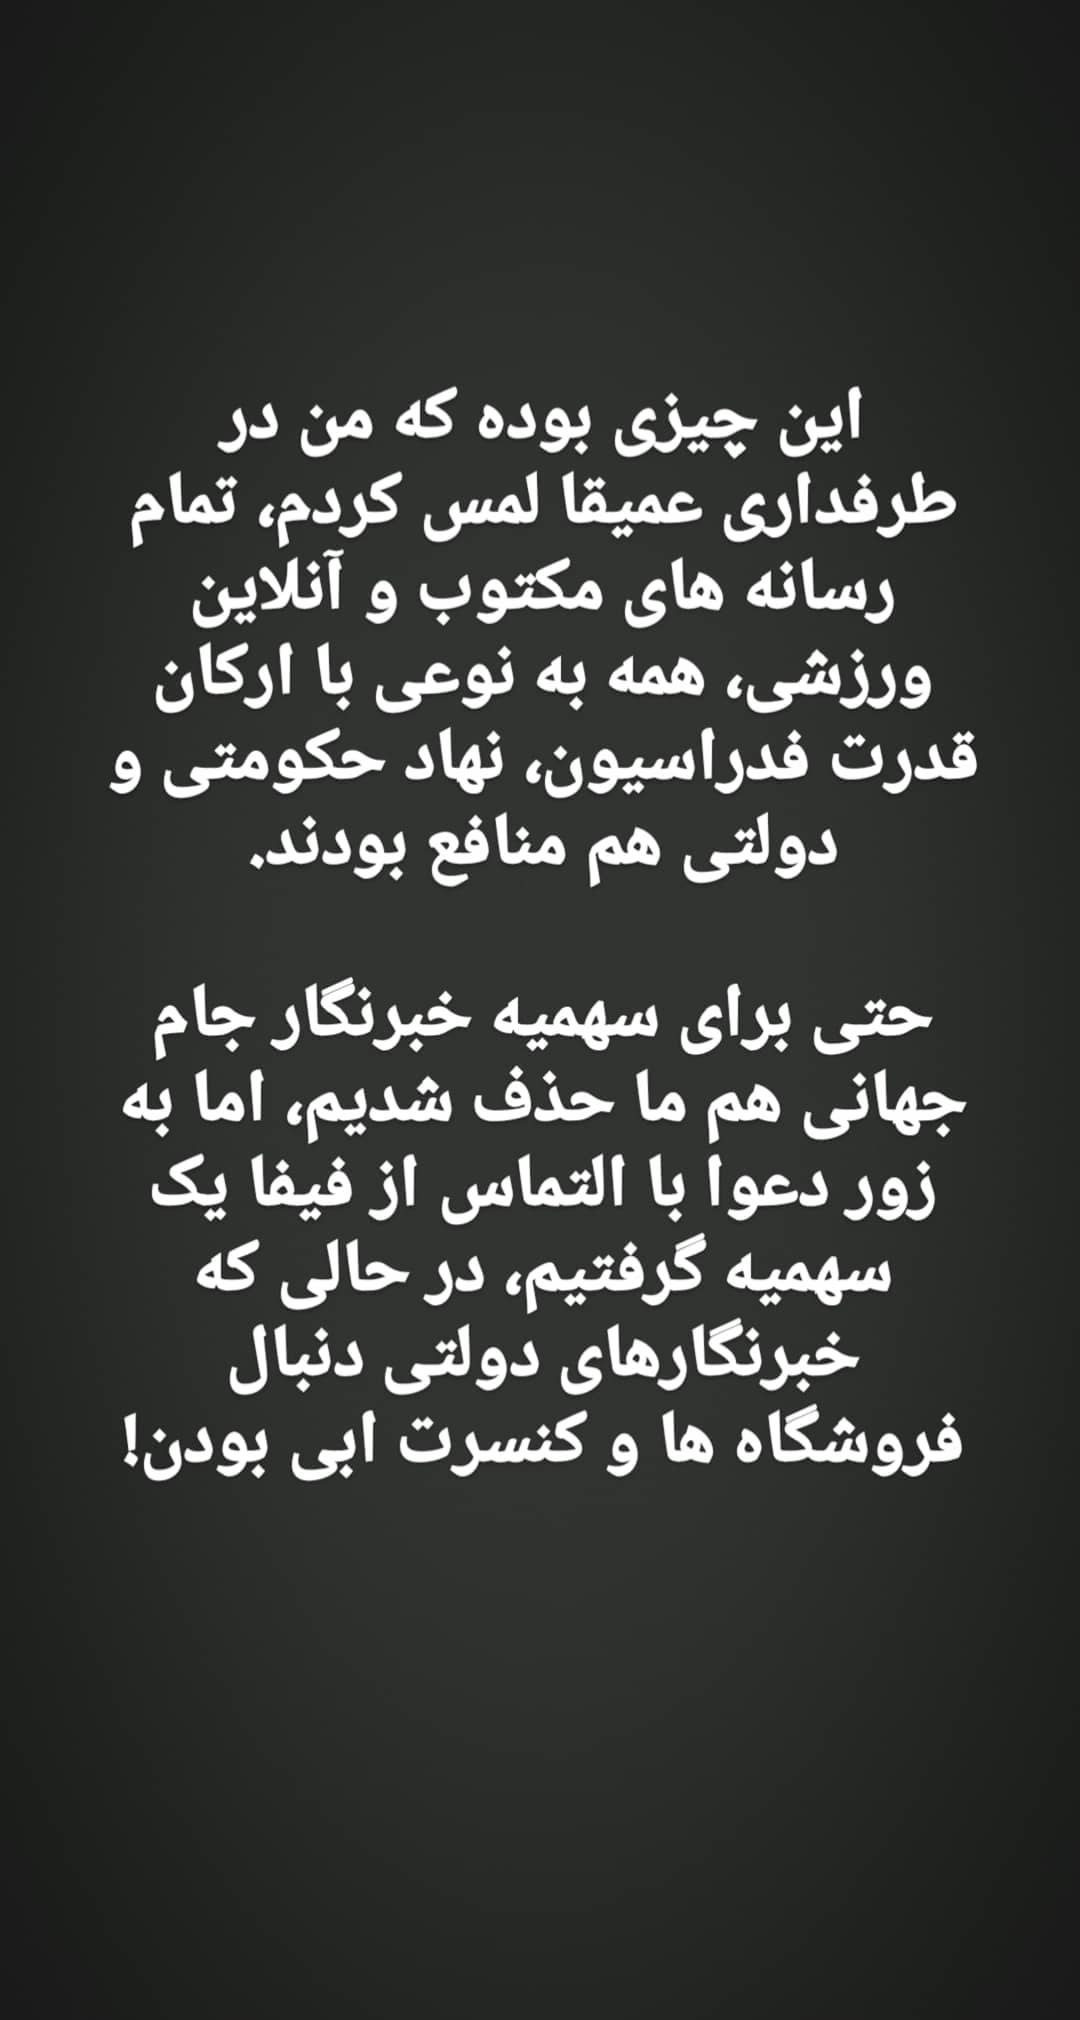 این چیزی بوده که من در
طرفداری عمیقا لمس کردم، تمام
رسانه های مکتوب و آنلاین
ورزشی، همه به نوعی با ارکان
قدرت فدراسیون، نهاد حکومتی و
دولتی هم منافع بودند.
حتی برای سهمیه خبرنگار جام
جهانی هم ما حذف شدیم، اما به
زور دعوا با التماس از فیفا یک
سهمیه گرفتیم، در حالی که
خبرنگارهای دولتی دنبال
فروشگاه ها و کنسرت ابی بودن!